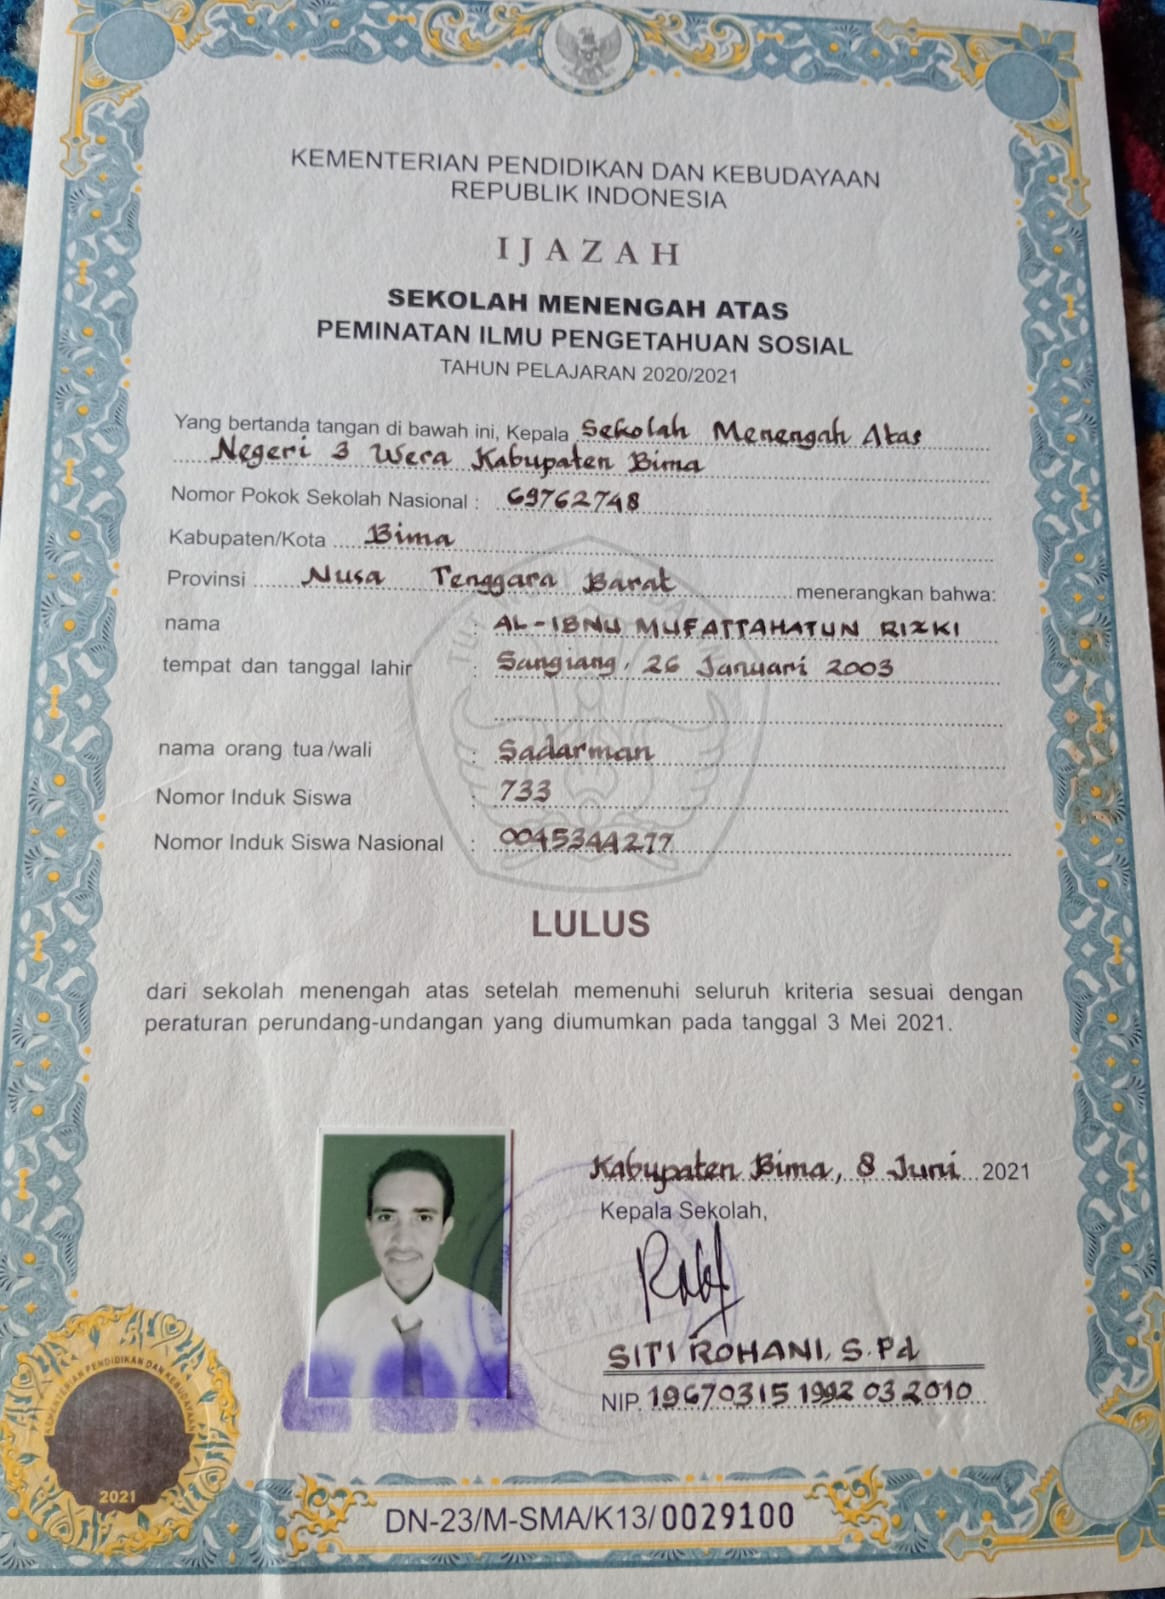 KEMENTERIAN PENDIDIKAN DAN KEBUDAYAAN
REPUBLIK INDONESIA
IJAZAH
SEKOLAH MENENGAH ATAS
PEMINATAN ILMU PENGETAHUAN SOSIAL
TAHUN PELAJARAN 2020/2021
Yang bertanda tangan di bawah ini, Kepala Sekolah Menengah Atas
Negeri 3 Wera Kabupaten Bima
Nomor Pokok Sekolah Nasional : 69762748
Kabupaten/Kota Bima
Provinsi Nusa Tenggara Barat menerangkan bahwa:
nama : AL-IBNU MUFATTAHATUN RIZKI
tempat dan tanggal lahir : Sangiang, 26 Januari 2003
nama orang tua/wali : Sadarman
Nomor Induk Siswa : 733
Nomor Induk Siswa Nasional : 0045344277
LULUS
dari sekolah menengah atas setelah memenuhi seluruh kriteria sesuai dengan
peraturan perundang-undangan yang diumumkan pada tanggal 3 Mei 2021.
Kabupaten Bima, 8 Juni 2021
Kepala Sekolah,
SITI ROHANI, S.Pd
NIP. 19670315 1992 03 2010
KEMENTERIAN PENDIDIKAN DAN KEBUDAYAAN
2021
DN-23/M-SMA/K13/0029100